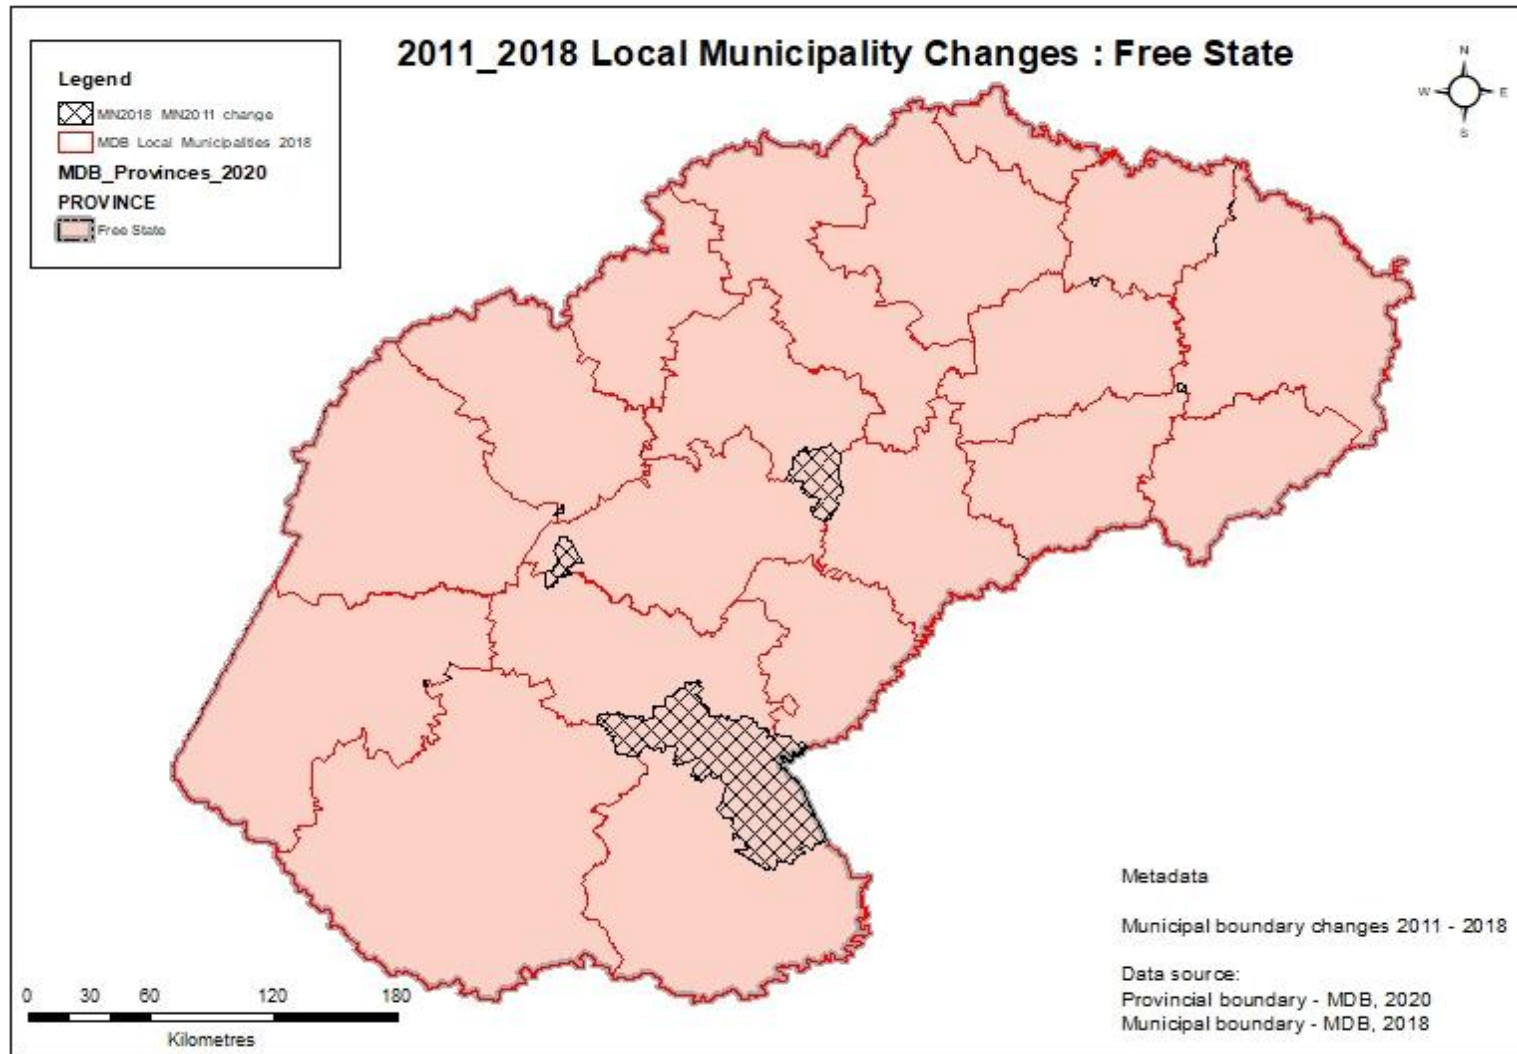 2011_2018 Local Municipality Changes : Free State
Legend
MN2018 MN2011 change
MDB Local Municipalities 2018
MDB_Provinces_2020
PROVINCE
Free State
N
W
E
S
Metadata
Municipal boundary changes 2011 - 2018
Data source:
Provincial boundary - MDB, 2020
Municipal boundary - MDB, 2018
0 30 60 120 180
Kilometres